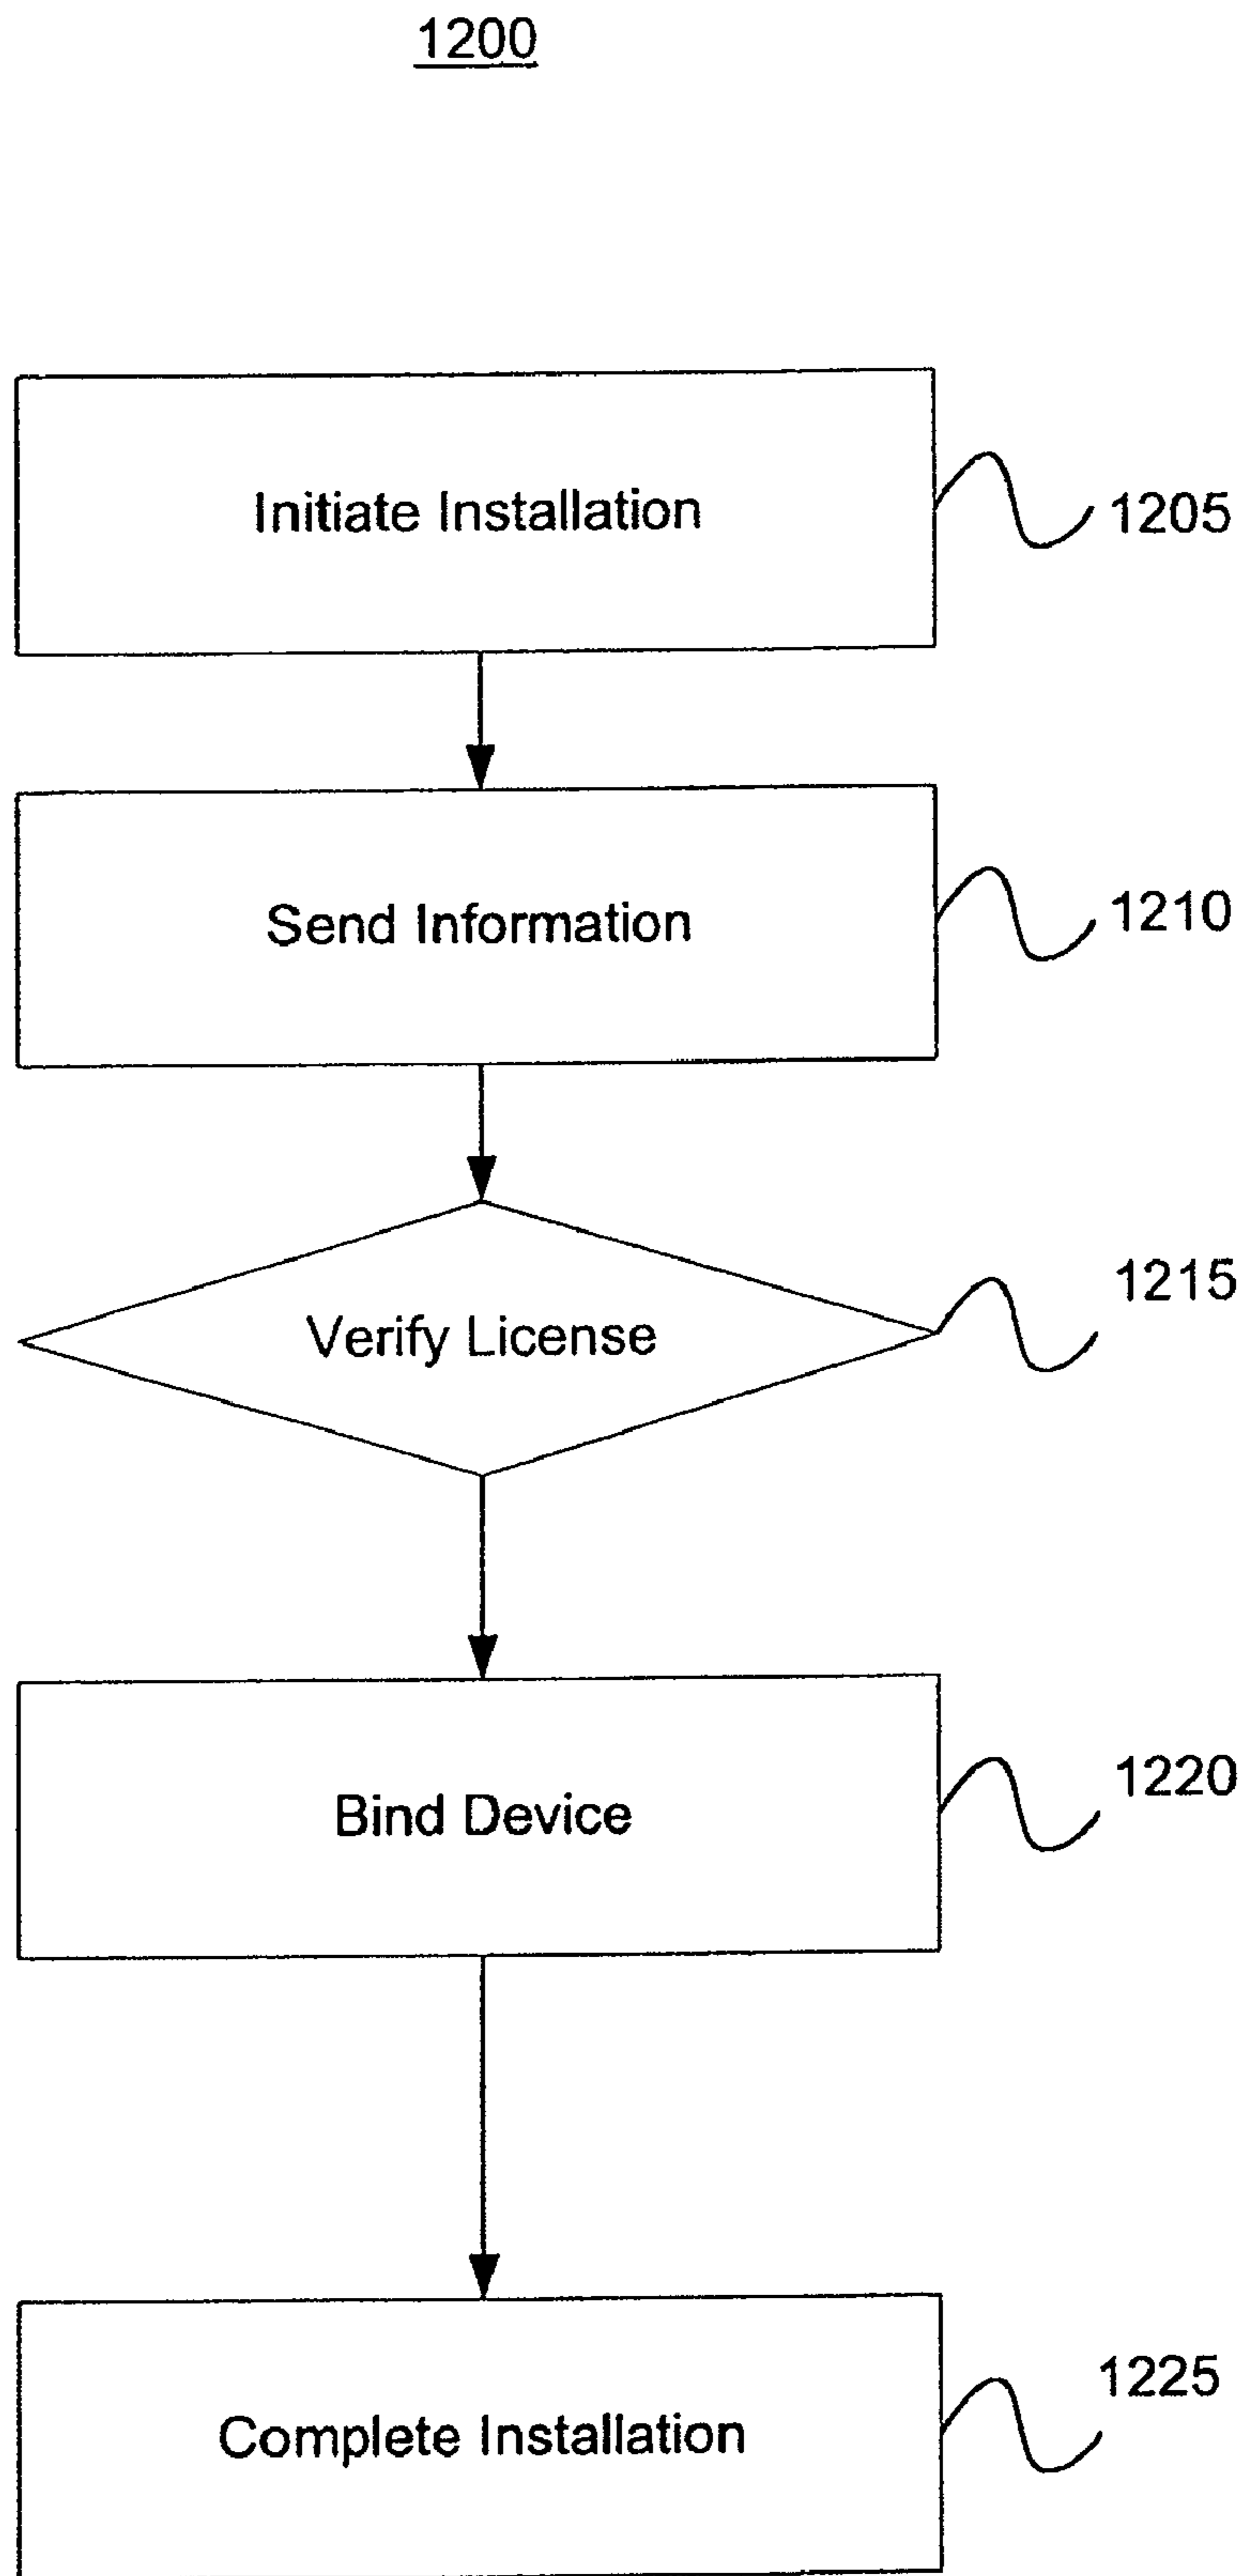 1200
Initiate Installation
1205
Send Information
1210
Verify License
1215
Bind Device
1220
Complete Installation
1225